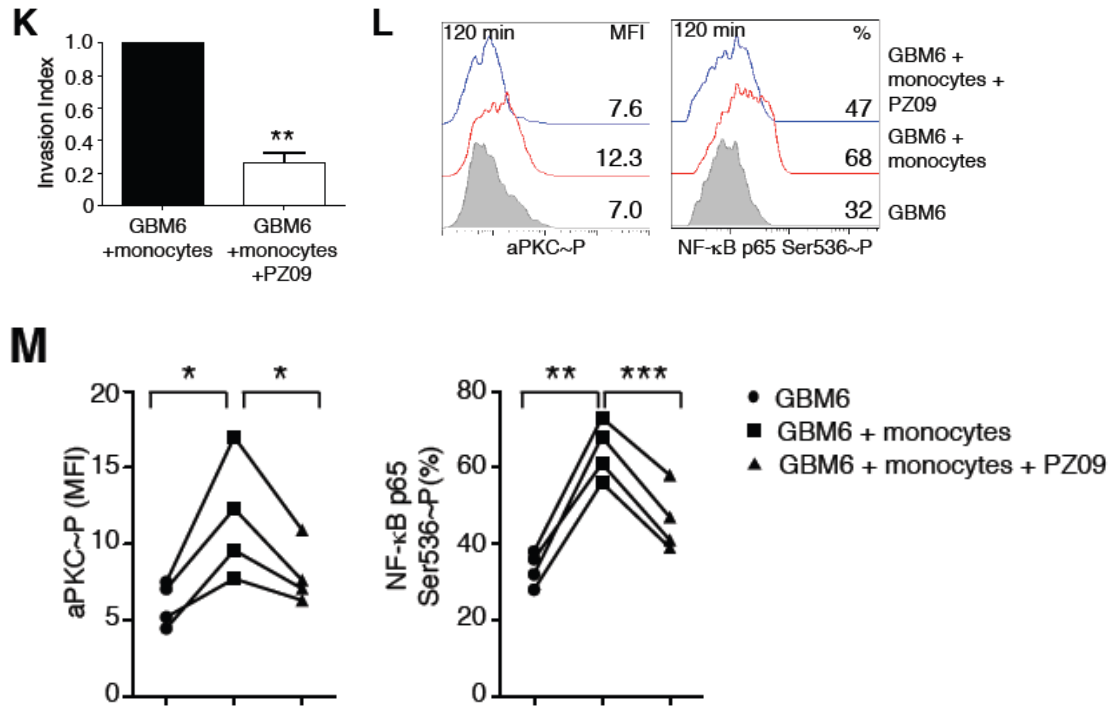 K
Invasion Index
1.0
0.8
0.6
0.4
0.2
0
**
GBM6
+monocytes
GBM6
+monocytes
+PZ09
L
120 min MFI
7.6
12.3
7.0
aPKC~P
120 min %
47
68
32
NF-κB p65 Ser536~P
GBM6 +
monocytes +
PZ09
GBM6 +
monocytes
GBM6
M
aPKC~P (MFI)
20
15
10
5
0
* *
NF-κB p65
Ser536~P(%)
80
60
40
20
0
** ***
GBM6
GBM6 + monocytes
GBM6 + monocytes + PZ09